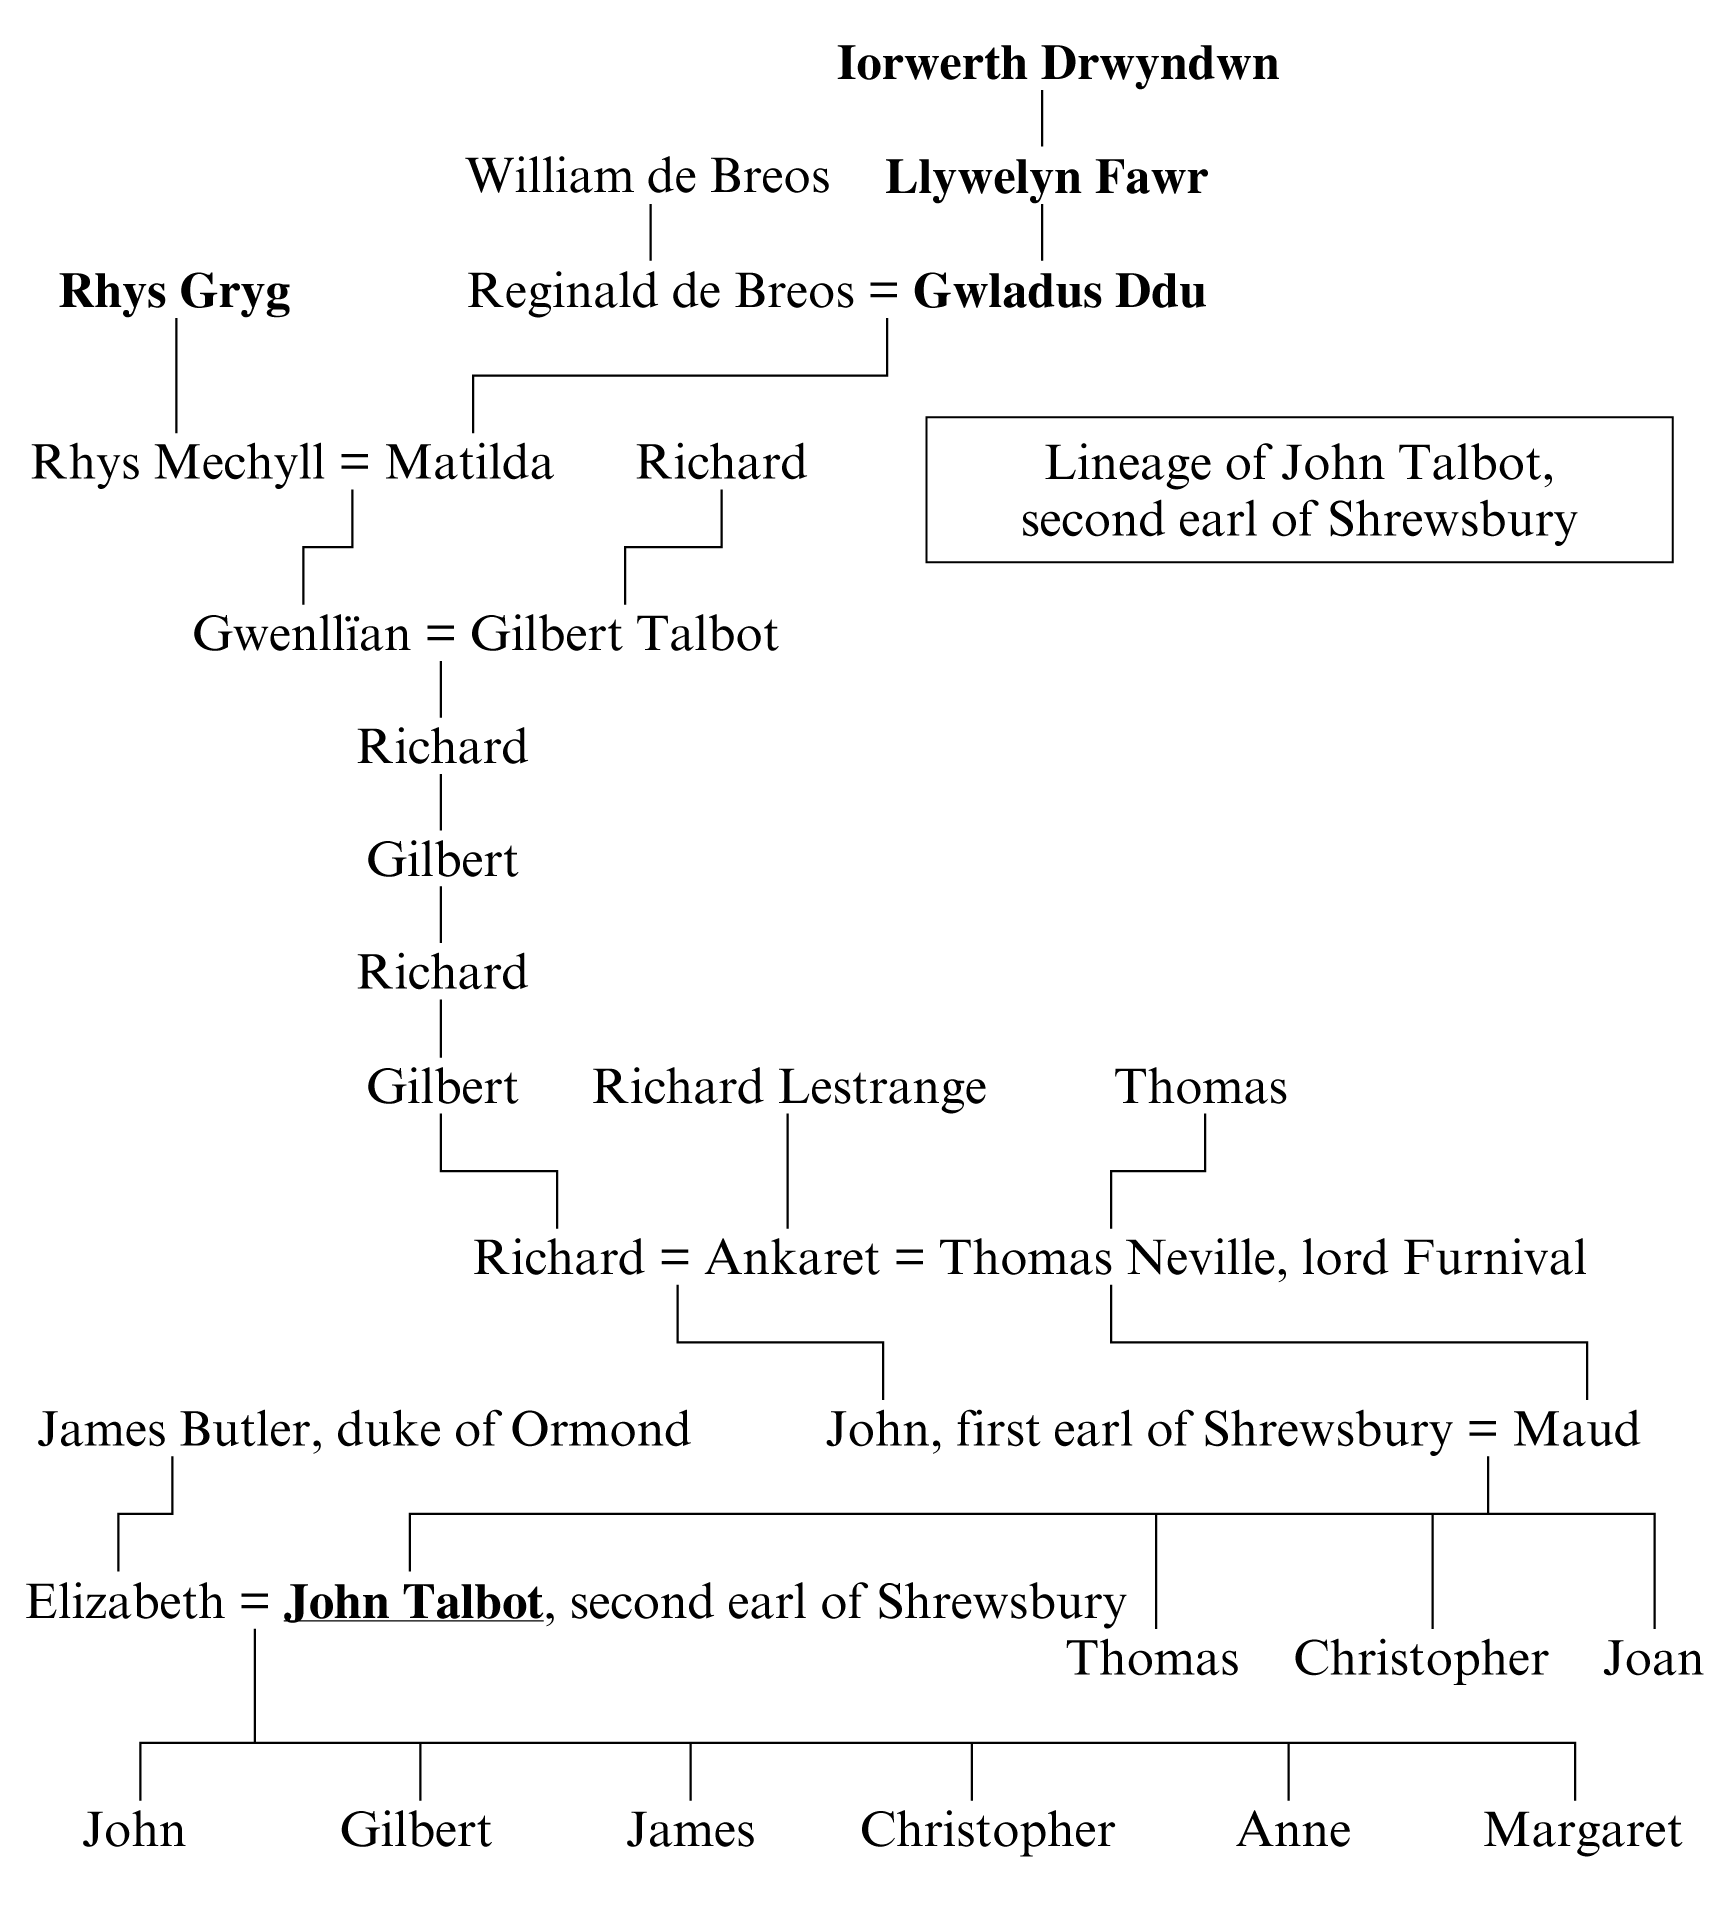 Iorwerth Drwyndwn
William de Breos Llywelyn Fawr
Rhys Gryg Reginald de Breos = Gwladus Ddu
Rhys Mechyll = Matilda Richard
Lineage of John Talbot,
second earl of Shrewsbury
Gwenllïan = Gilbert Talbot
Richard
Gilbert
Richard
Gilbert Richard Lestrange Thomas
Richard = Ankaret = Thomas Neville, lord Furnival
James Butler, duke of Ormond John, first earl of Shrewsbury = Maud
Elizabeth = John Talbot, second earl of Shrewsbury
Thomas Christopher Joan
John Gilbert James Christopher Anne Margaret